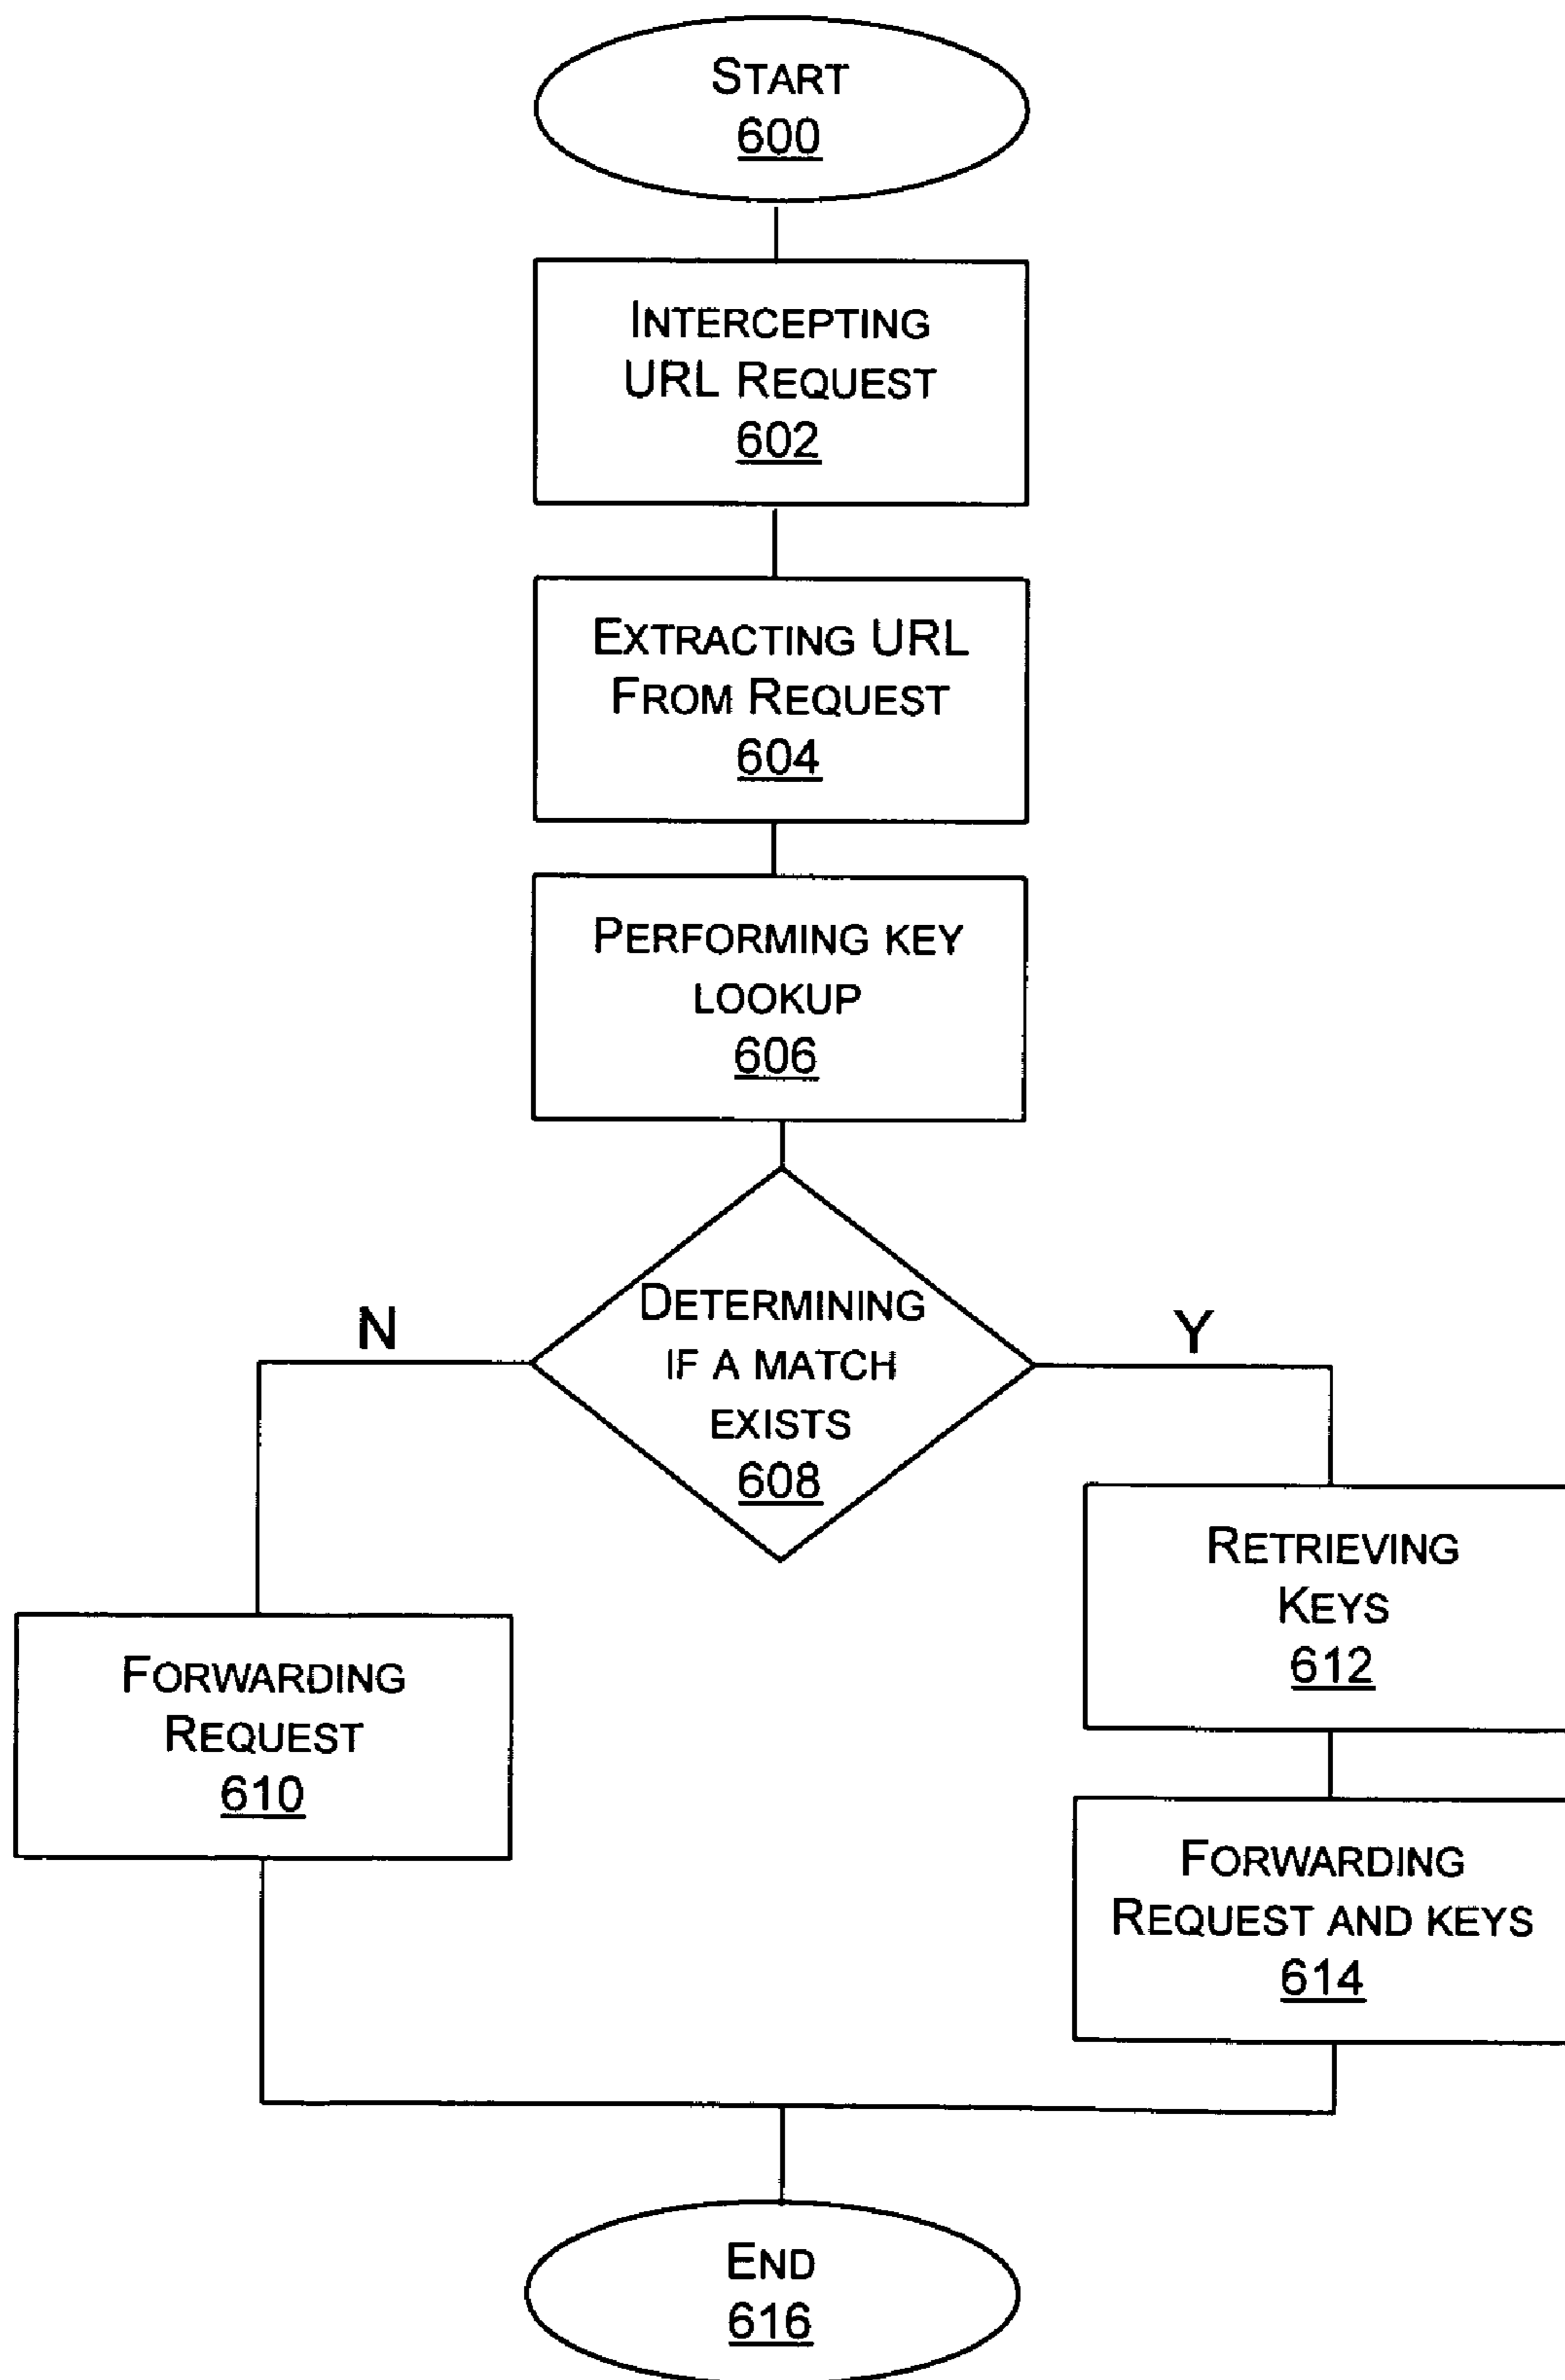 START
600
INTERCEPTING
URL REQUEST
602
EXTRACTING URL
FROM REQUEST
604
PERFORMING KEY
LOOKUP
606
DETERMINING
IF A MATCH
EXISTS
608
N
Y
RETRIEVING
KEYS
612
FORWARDING
REQUEST
610
FORWARDING
REQUEST AND KEYS
614
END
616